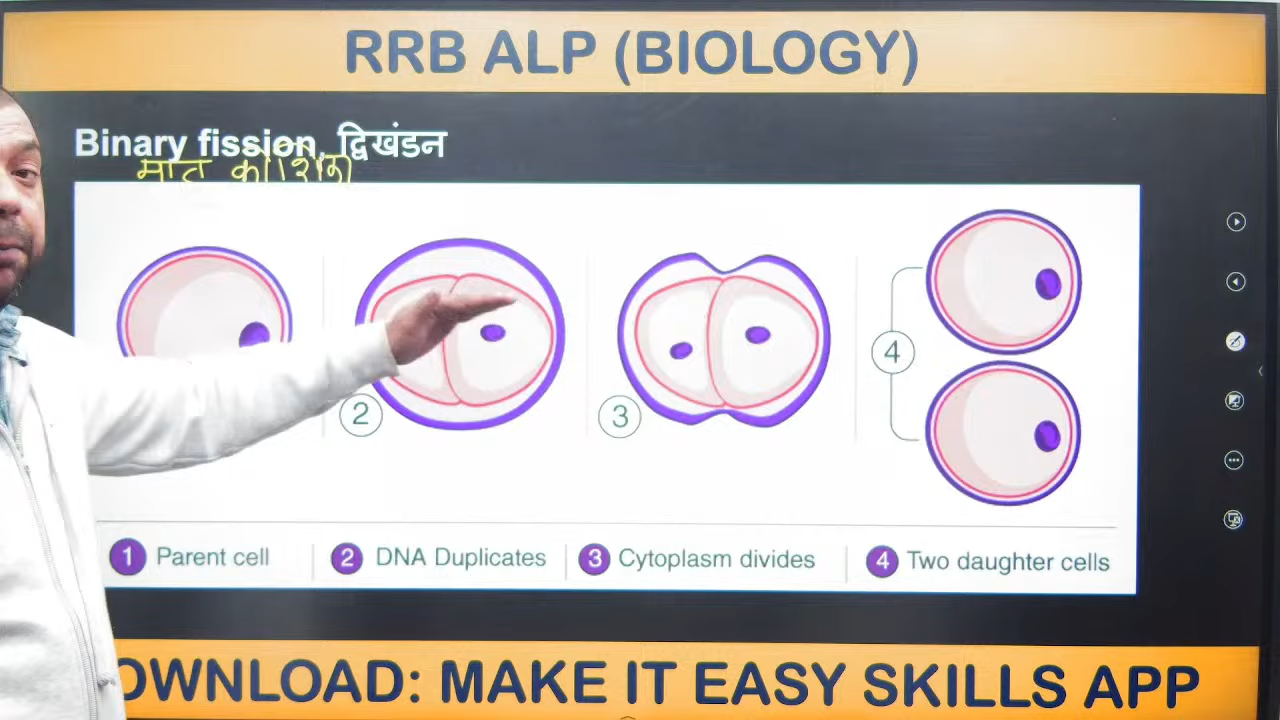 RRB ALP (BIOLOGY)
Binary fission, द्विखंडन
मातृ कोशिका
2
3
4
1 Parent cell
2 DNA Duplicates
3 Cytoplasm divides
4 Two daughter cells
OWNLOAD: MAKE IT EASY SKILLS APP